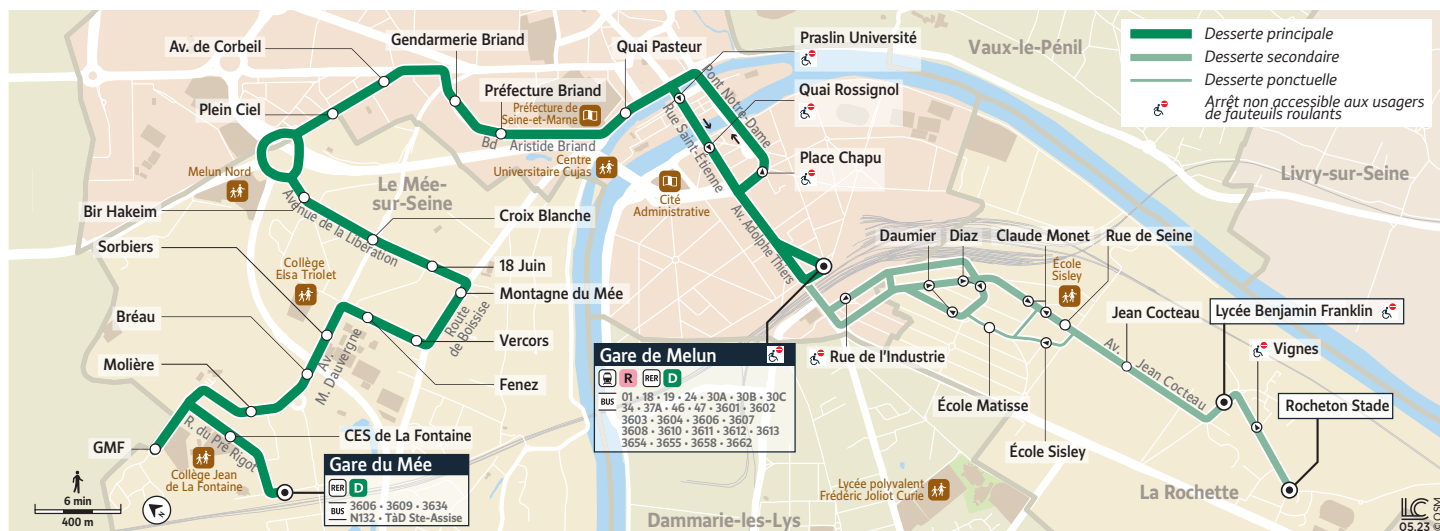 Gendarmerie Briand
Av. de Corbeil
Quai Pasteur
Praslin Université
Vaux-le-Pénil
Desserte principale
Desserte secondaire
Desserte ponctuelle
Arrêt non accessible aux usagers
de fauteuils roulants
Plein Ciel
Préfecture Briand
Préfecture de
Seine-et-Marne
Bd
Aristide Briand
Pont Notre-Dame
Quai Rossignol
Rue Saint-Étienne
Place Chapu
Melun Nord
Centre
Universitaire Cujas
Cité
Administrative
Livry-sur-Seine
Le Mée-
sur-Seine
Bir Hakeim
Avenue de la Libération
Croix Blanche
Av. Adolphe Thiers
Sorbiers
Collège
Elsa Triolet
18 Juin
Montagne du Mée
Route
de Boissise
Daumier
Diaz
Claude Monet
Rue de Seine
École
Sisley
Bréau
Av.
M. Dauvergne
Vercors
Molière
Fenez
Jean Cocteau
Lycée Benjamin Franklin
Vignes
Av.
Jean Cocteau
Rue de l'Industrie
Gare de Melun
R
RER
D
BUS
01 • 18 • 19 • 24 • 30A • 30B • 30C
34 • 37A • 46 • 47 • 3601 • 3602
3603 • 3604 • 3606 • 3607
3608 • 3610 • 3611 • 3612 • 3613
3654 • 3655 • 3658 • 3662
École Matisse
Rocheton Stade
École Sisley
GMF
R. du Pré Rigot
CES de La Fontaine
Collège Jean
de La Fontaine
Gare du Mée
RER
D
BUS
3606 • 3609 • 3634
N132 • TàD Ste-Assise
Lycée polyvalent
Frédéric Joliot Curie
La Rochette
Dammarie-les-Lys
6 min
400 m
LC
05.23
© OSM